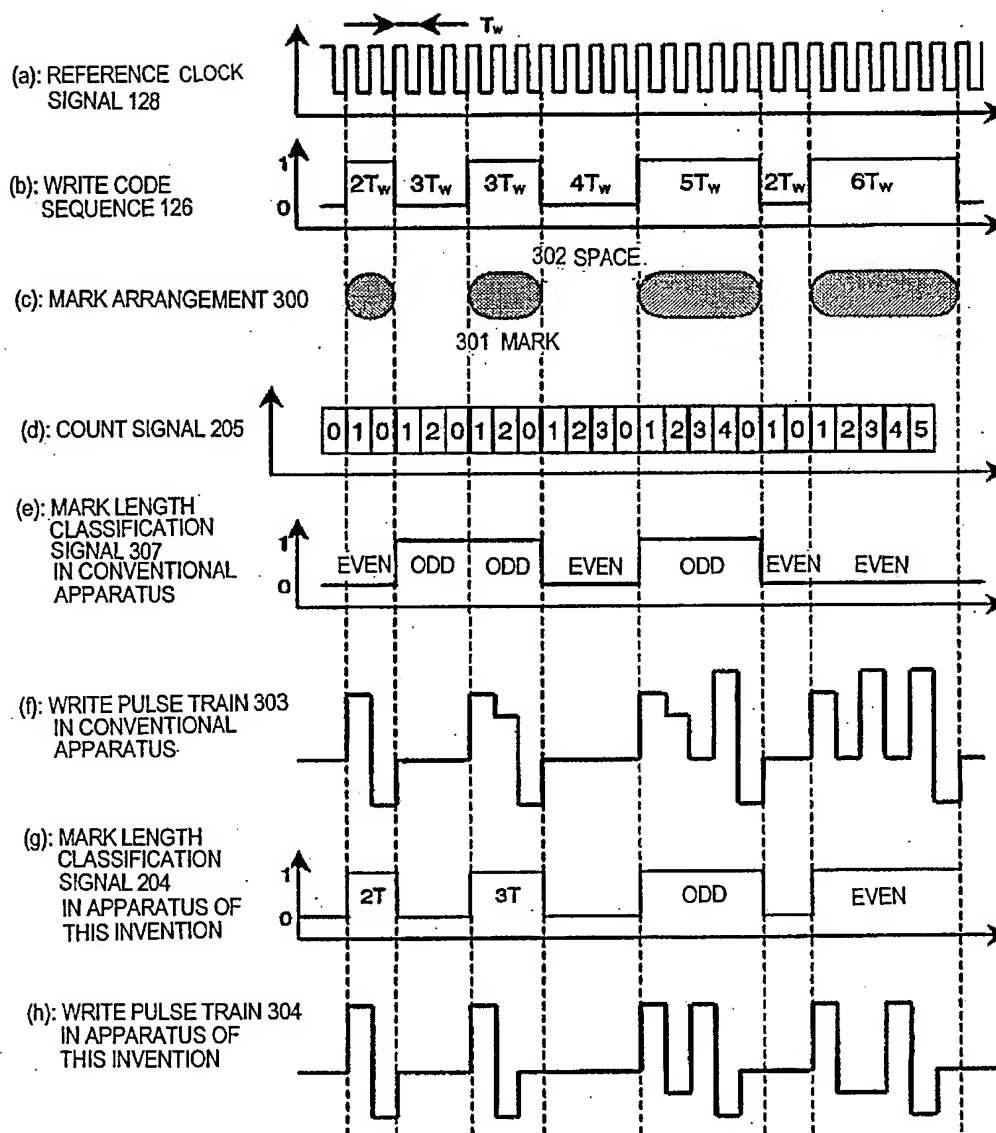 Tw
(a): REFERENCE CLOCK
SIGNAL 128
(b): WRITE CODE
SEQUENCE 126
1
0
2Tw 3Tw 3Tw 4Tw 5Tw 2Tw 6Tw
302 SPACE
(c): MARK ARRANGEMENT 300
301 MARK
(d): COUNT SIGNAL 205
0 1 0 1 2 0 1 2 0 1 2 3 0 1 2 3 4 0 1 0 1 2 3 4 5
(e): MARK LENGTH
CLASSIFICATION
SIGNAL 307
IN CONVENTIONAL
APPARATUS
1
0
EVEN ODD ODD EVEN ODD EVEN EVEN
(f): WRITE PULSE TRAIN 303
IN CONVENTIONAL
APPARATUS
(g): MARK LENGTH
CLASSIFICATION
SIGNAL 204
IN APPARATUS OF
THIS INVENTION
1
0
2T 3T ODD EVEN
(h): WRITE PULSE TRAIN 304
IN APPARATUS OF
THIS INVENTION